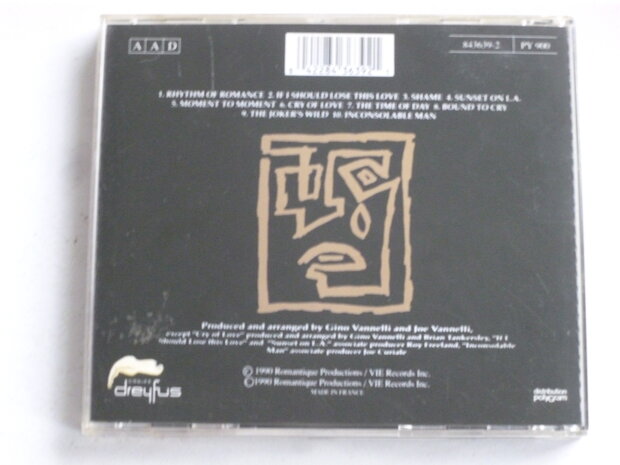 AAD
843639-2 PY 900
1. RHYTHM OF ROMANCE 2. IF I SHOULD LOSE THIS LOVE 3. SHAME 4. SUNSET ON L.A.
5. MOMENT TO MOMENT 6. CRY OF LOVE 7. THE TIME OF DAY 8. BOUND TO CRY
9. THE JOKER'S WILD 10. INCONSOLABLE MAN
Produced and arranged by Gino Vannelli and Joe Vannelli,
except "Cry of Love" produced and arranged by Gino Vannelli and Brian Tankersley, "If I
Should Lose this Love" and "Sunset on L.A." associate producer Roy Freeland, "Inconsolable
Man" associate producer Joe Curiale
©1990 Romantique Productions / VIE Records Inc.
©1990 Romantique Productions / VIE Records Inc.
MADE IN FRANCE
dreyfus
distribution
polygram